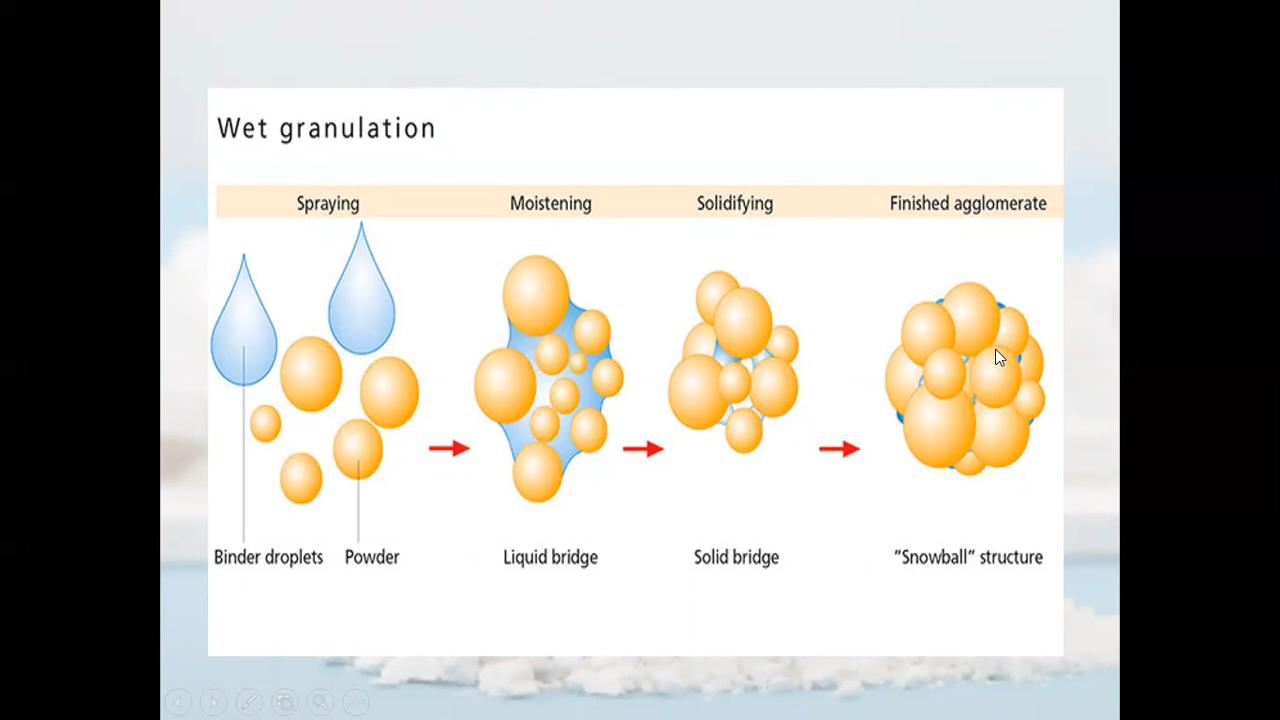 Wet granulation
Spraying Moistening Solidifying Finished agglomerate
Binder droplets Powder Liquid bridge Solid bridge “Snowball” structure